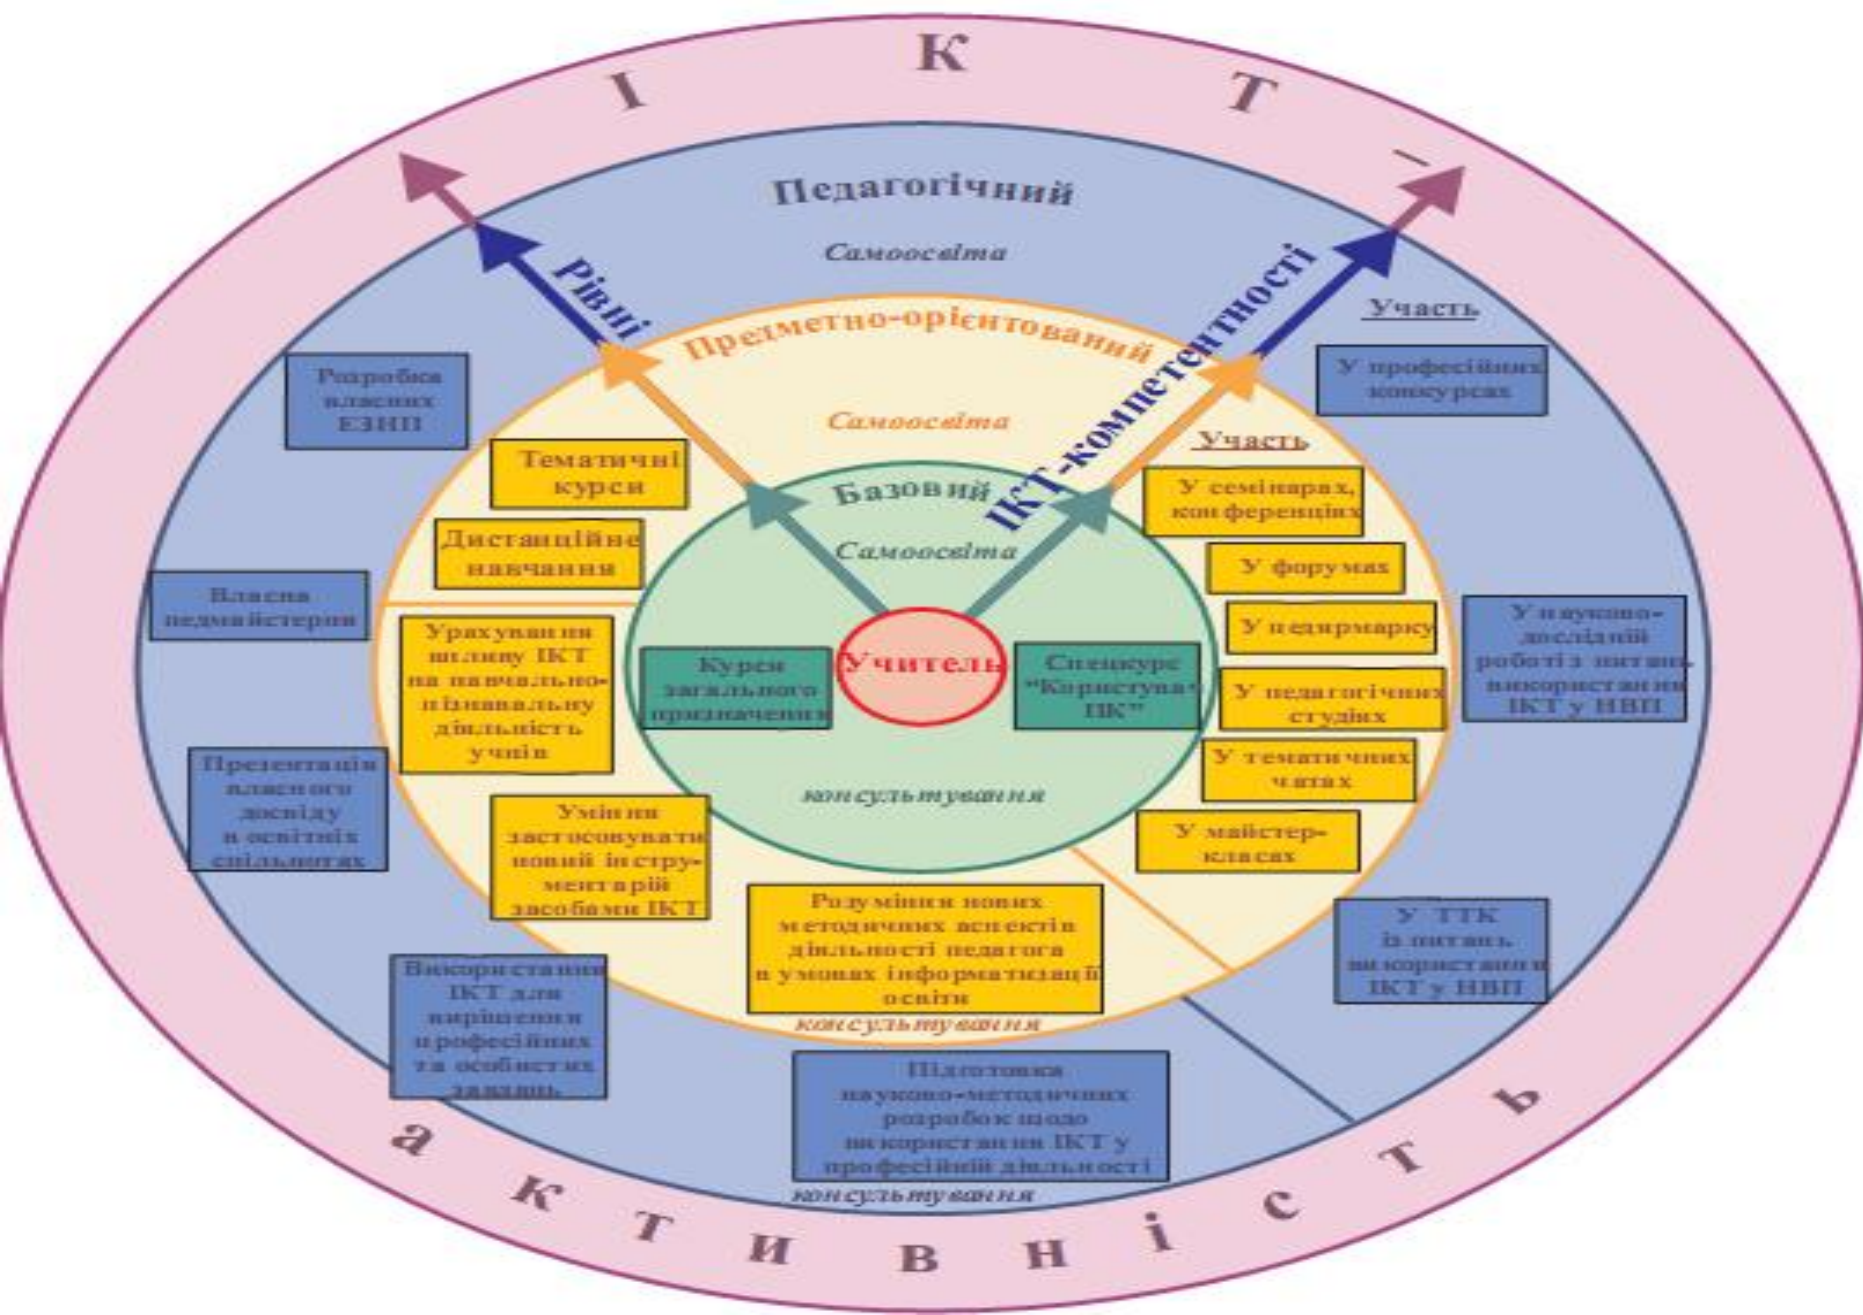 І К Т –
Педагогічний
Самоосвіта
Рівні
ІКТ-компетентності
Участь
У професійних
конкурсах
Розробка
власних
ЕЗНП
Предметно-орієнтований
Самоосвіта
Участь
Тематичні
курси
У семінарах,
конференціях
Дистанційне
навчання
У форумах
Базовий
Самоосвіта
Власна
педмайстерня
Урахування
впливу ІКТ
на навчально-
пізнавальну
діяльність
учнів
Курси
загального
призначення
Учитель
Спецкурс
"Користувач
ПК"
У педярмарку
У педагогічних
студіях
У науково-
дослідній
роботі з питань
використання
ІКТ у НВП
У тематичних
чатах
Презентація
власного
досвіду
в освітніх
спільнотах
консультування
Уміння
застосовувати
новий інстру-
ментарій
засобами ІКТ
У майстер-
класах
Розуміння нових
методичних аспектів
діяльності педагога
в умовах інформатизації
освіти
консультування
У ТТК
із питань
використання
ІКТ у НВП
Використання
ІКТ для
вирішення
професійних
та особистих
завдань
Підготовка
науково-методичних
розробок щодо
використання ІКТ у
професійній діяльності
консультування
а к т и в н і с т ь